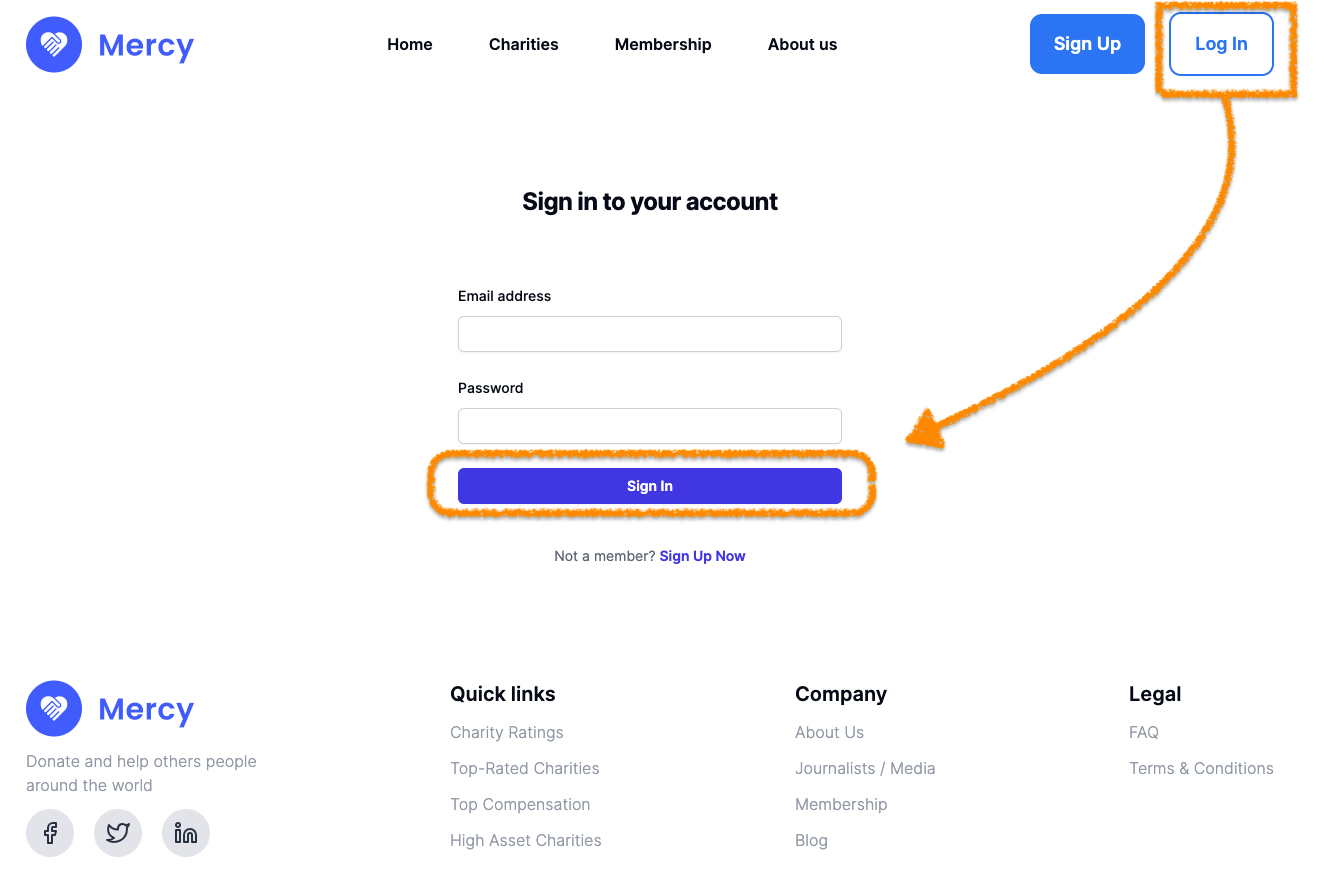 Mercy
Home Charities Membership About us
Sign Up Log In
Sign in to your account
Email address
Password
Sign In
Not a member? Sign Up Now
Mercy
Donate and help others people
around the world
Quick links
Charity Ratings
Top-Rated Charities
Top Compensation
High Asset Charities
Company
About Us
Journalists / Media
Membership
Blog
Legal
FAQ
Terms & Conditions